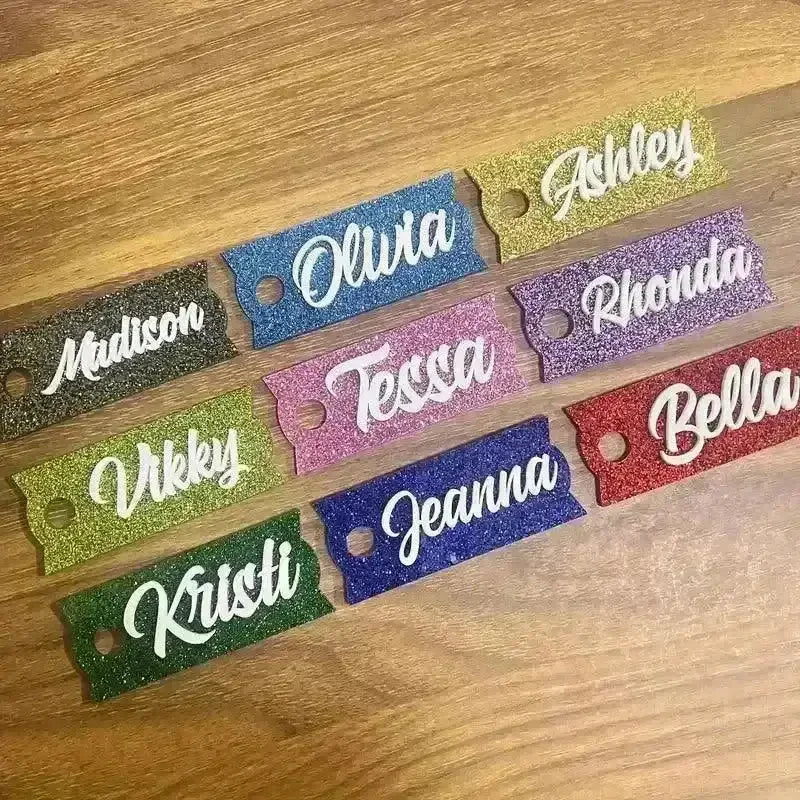 Madison
Olivia
Ashley
Vikky
Tessa
Rhonda
Kristi
Jeanna
Bella